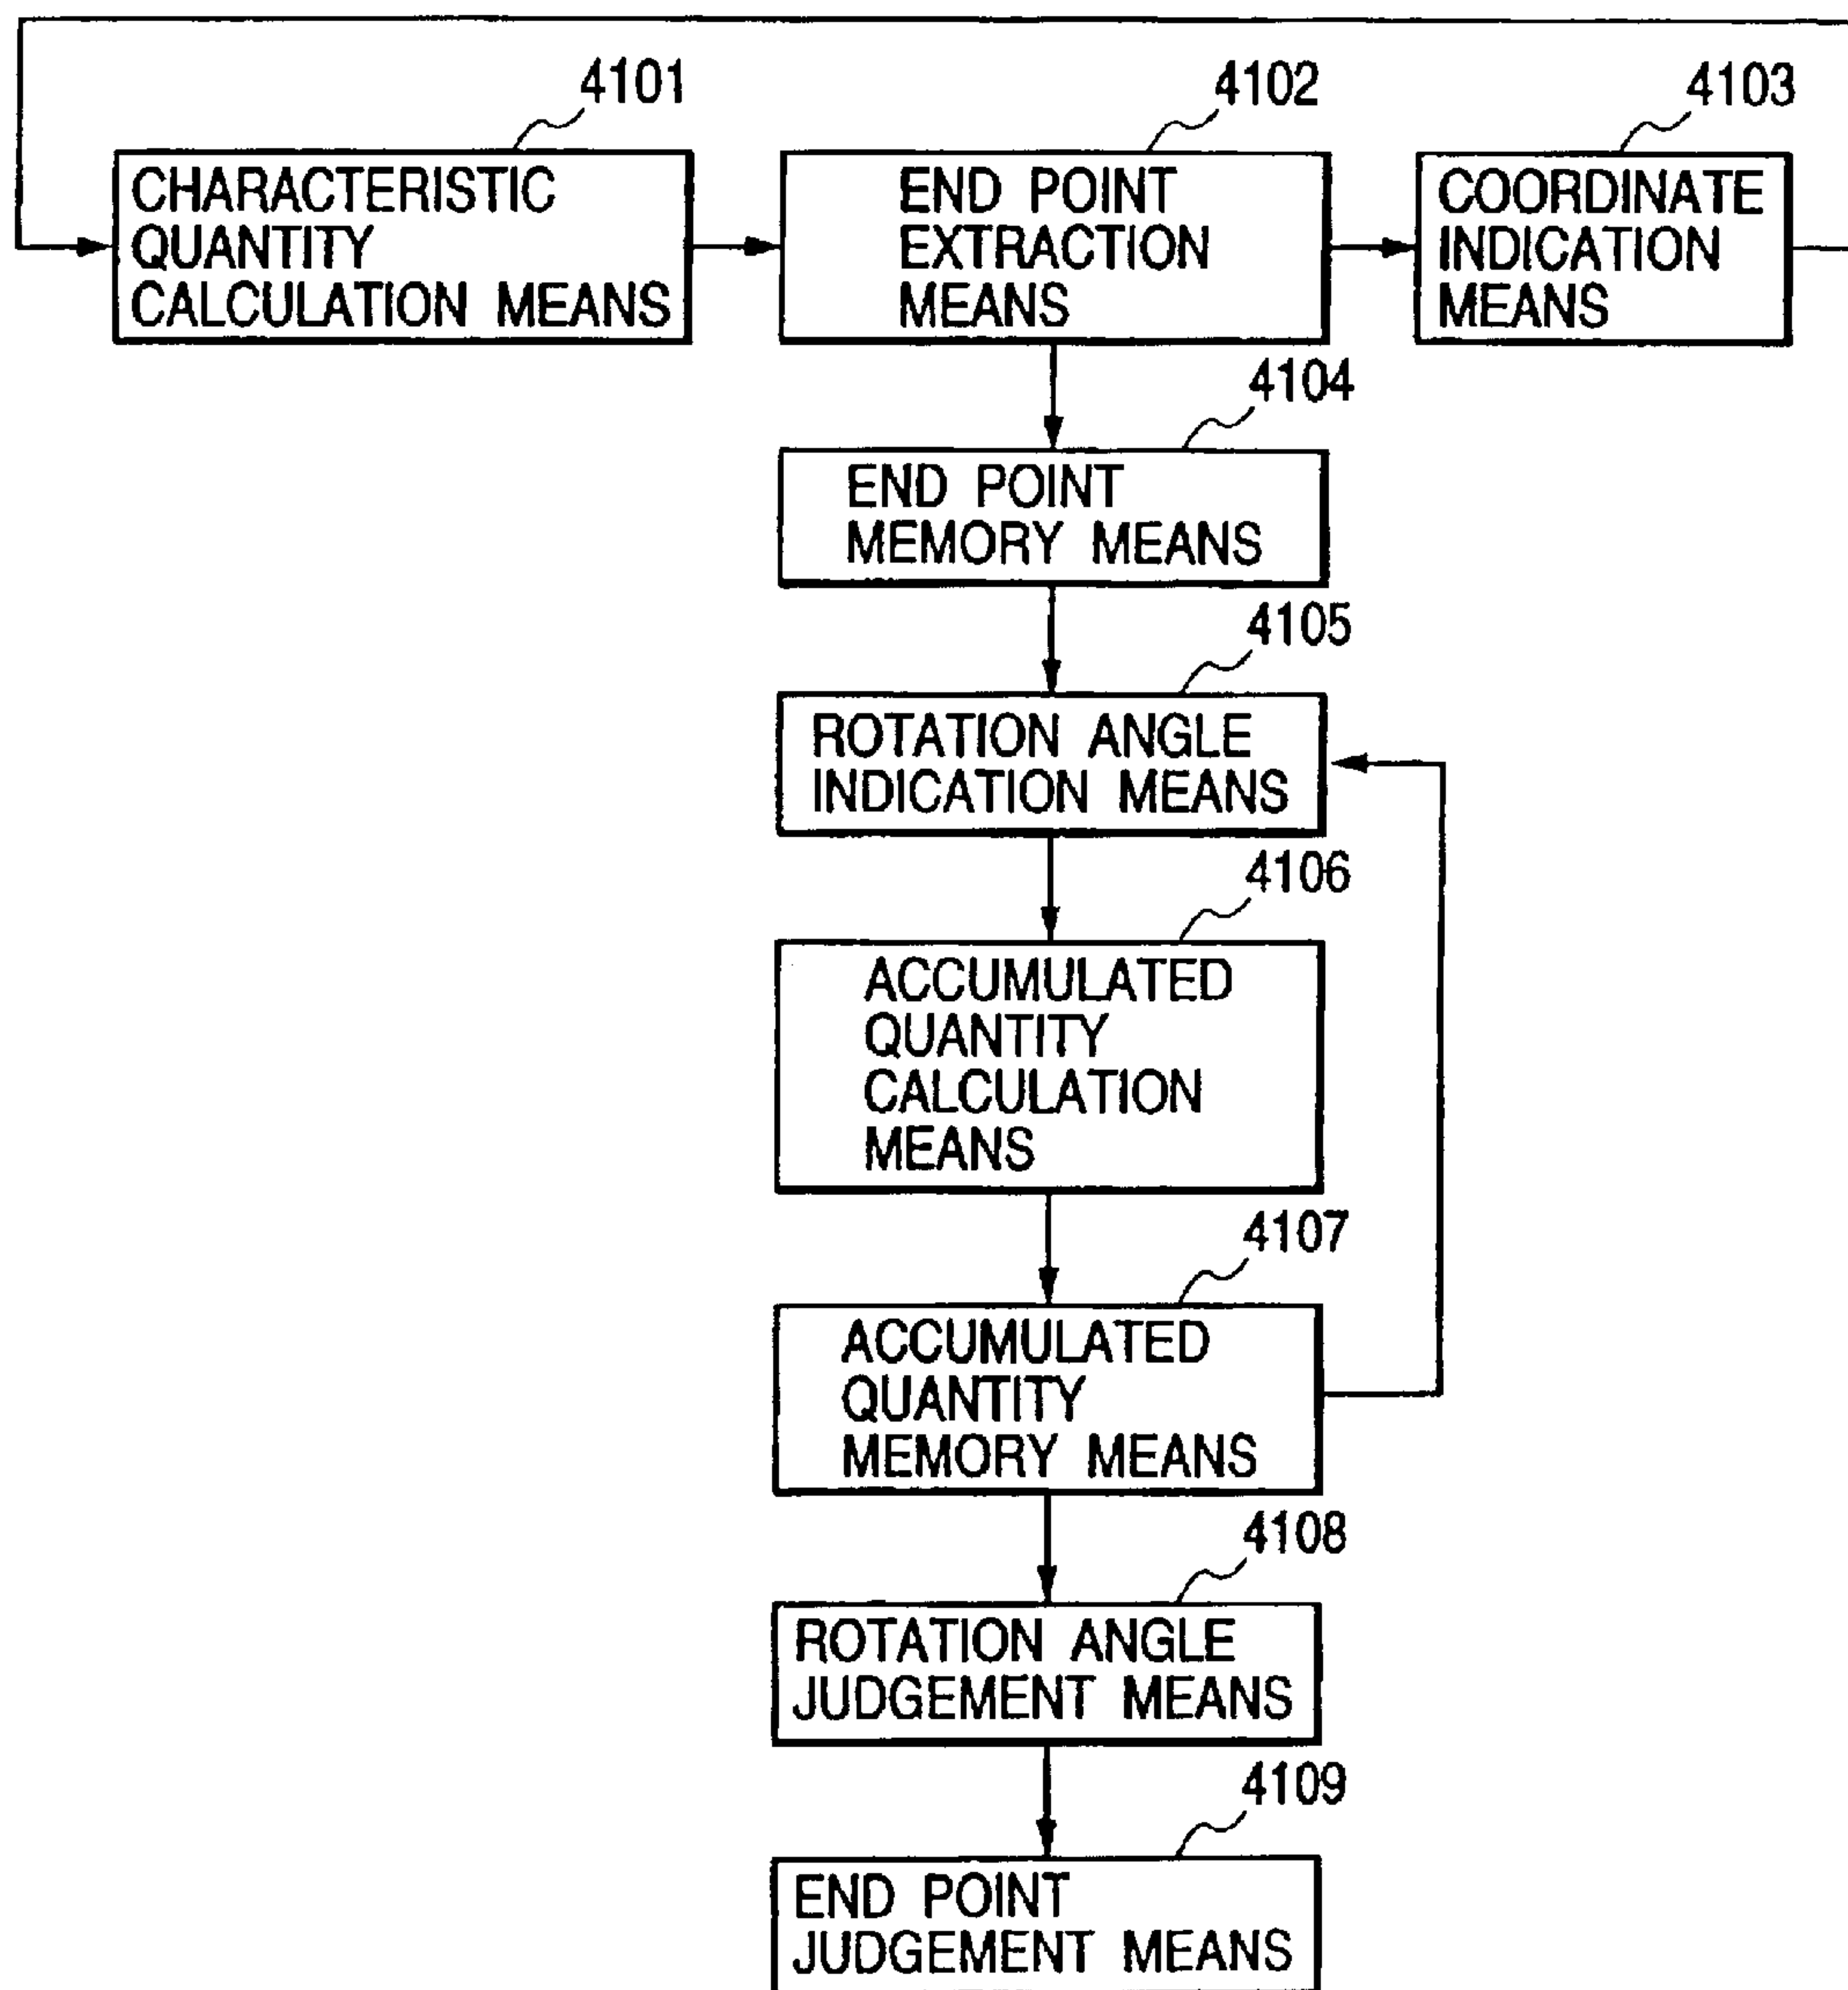 4101
4102
4103
CHARACTERISTIC
QUANTITY
CALCULATION MEANS
END POINT
EXTRACTION
MEANS
COORDINATE
INDICATION
MEANS
4104
END POINT
MEMORY MEANS
4105
ROTATION ANGLE
INDICATION MEANS
4106
ACCUMULATED
QUANTITY
CALCULATION
MEANS
4107
ACCUMULATED
QUANTITY
MEMORY MEANS
4108
ROTATION ANGLE
JUDGEMENT MEANS
4109
END POINT
JUDGEMENT MEANS